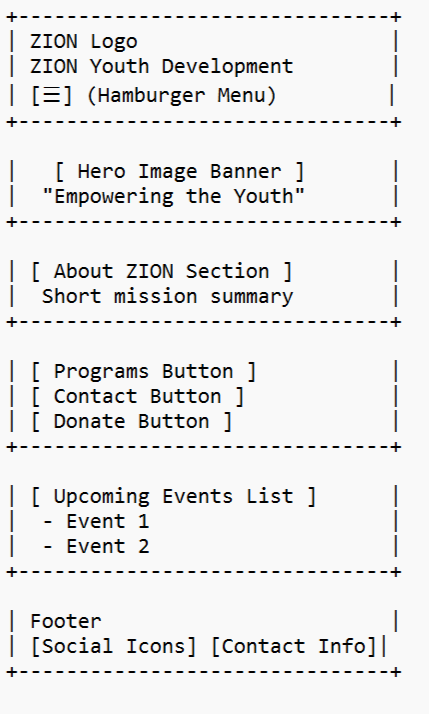 +-------------------------------+
| ZION Logo                     |
| ZION Youth Development        |
| [☰] (Hamburger Menu)         |
+-------------------------------+
|   [ Hero Image Banner ]       |
|  "Empowering the Youth"       |
+-------------------------------+
| [ About ZION Section ]        |
|  Short mission summary        |
+-------------------------------+
| [ Programs Button ]           |
| [ Contact Button ]            |
| [ Donate Button ]             |
+-------------------------------+
| [ Upcoming Events List ]      |
|  - Event 1                    |
|  - Event 2                    |
+-------------------------------+
| Footer                        |
| [Social Icons] [Contact Info]|
+-------------------------------+